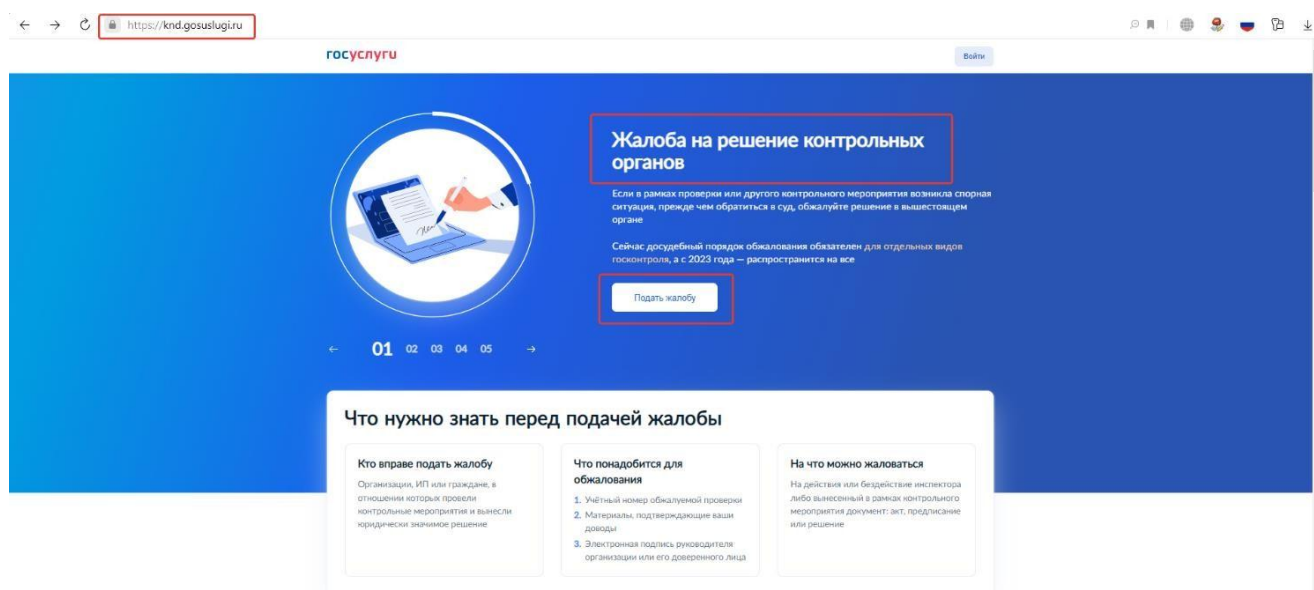 https://knd.gosuslugi.ru
госуслуги
Войти
Жалоба на решение контрольных
органов
Если в рамках проверки или другого контрольного мероприятия возникла спорная
ситуация, прежде чем обратиться в суд, обжалуйте решение в вышестоящем
органе
Сейчас досудебный порядок обжалования обязателен для отдельных видов
госконтроля, а с 2023 года — распространится на все
Подать жалобу
01 02 03 04 05
Что нужно знать перед подачей жалобы
Кто вправе подать жалобу
Организации, ИП или граждане, в
отношении которых провели
контрольные мероприятия и вынесли
юридически значимое решение
Что понадобится для
обжалования
1. Учётный номер обжалуемой проверки
2. Материалы, подтверждающие ваши
доводы
3. Электронная подпись руководителя
организации или его доверенного лица
На что можно жаловаться
На действия или бездействие инспектора
либо вынесенный в рамках контрольного
мероприятия документ: акт, предписание
или решение